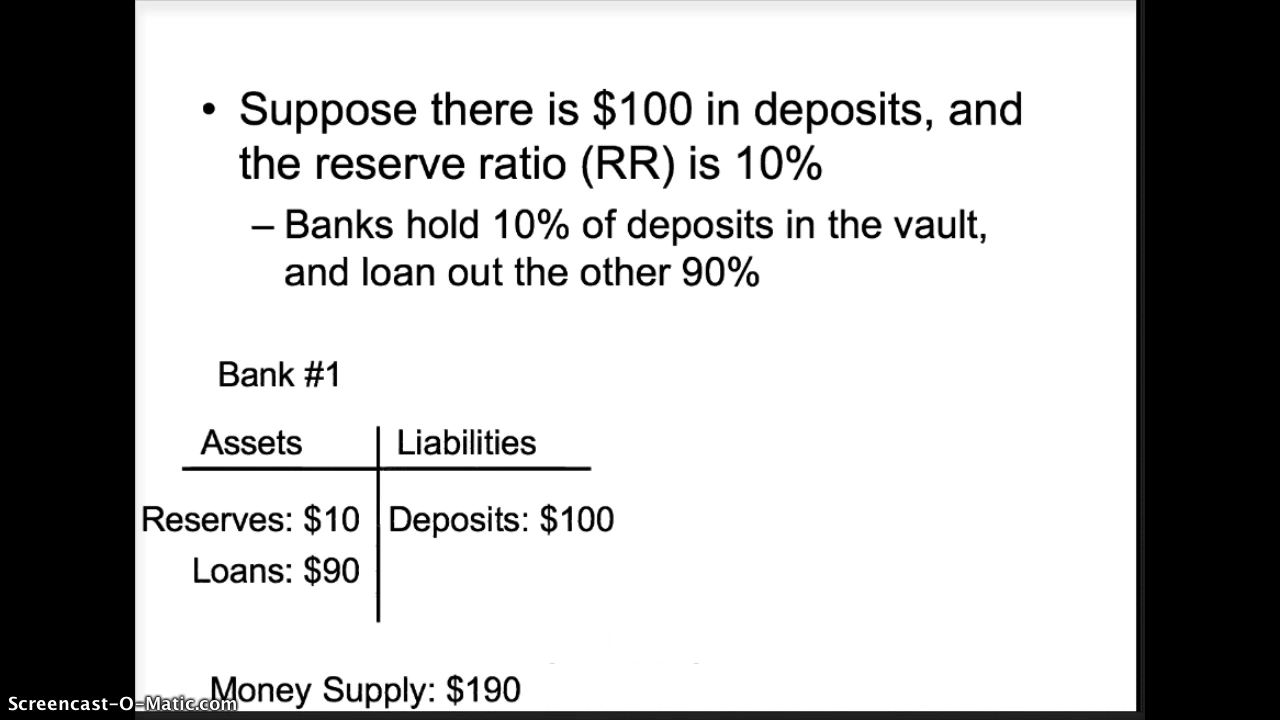 • Suppose there is $100 in deposits, and
the reserve ratio (RR) is 10%
– Banks hold 10% of deposits in the vault,
and loan out the other 90%
Bank #1
Assets Liabilities
Reserves: $10 Deposits: $100
Loans: $90
Money Supply: $190
Screencast-O-Matic.com